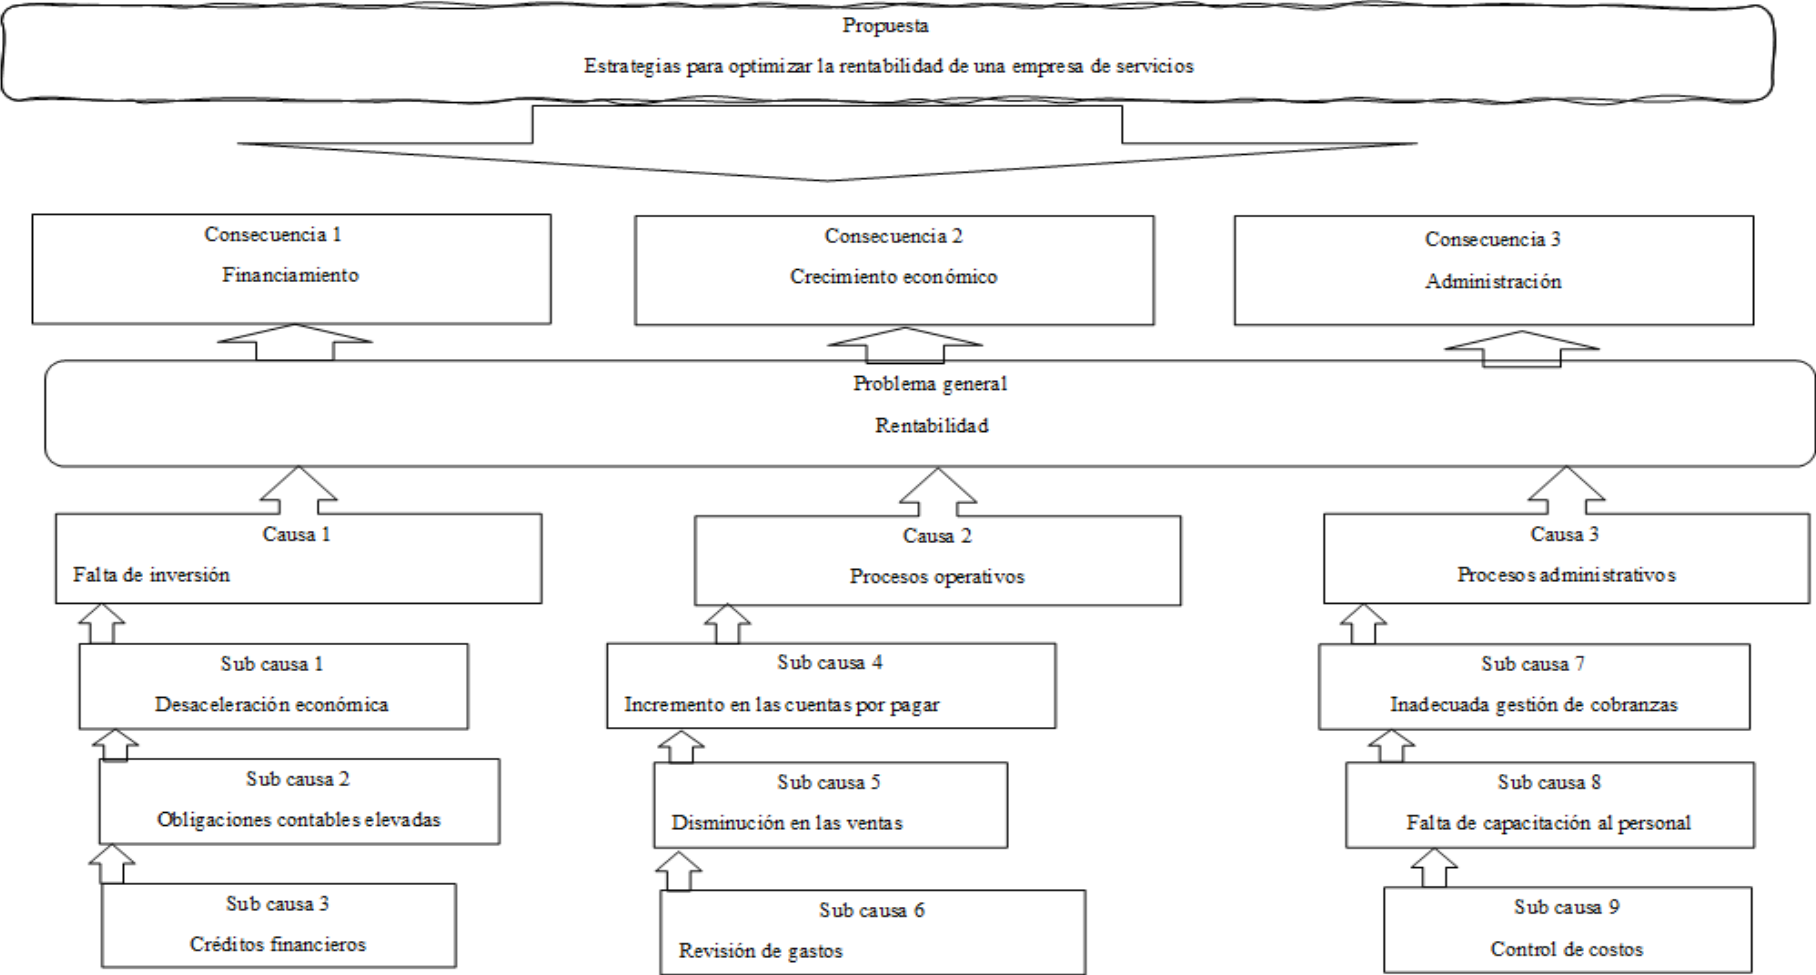 Propuesta
Estrategias para optimizar la rentabilidad de una empresa de servicios
Consecuencia 1
Financiamiento
Consecuencia 2
Crecimiento económico
Consecuencia 3
Administración
Problema general
Rentabilidad
Causa 1
Falta de inversión
Causa 2
Procesos operativos
Causa 3
Procesos administrativos
Sub causa 1
Desaceleración económica
Sub causa 4
Incremento en las cuentas por pagar
Sub causa 7
Inadecuada gestión de cobranzas
Sub causa 2
Obligaciones contables elevadas
Sub causa 5
Disminución en las ventas
Sub causa 8
Falta de capacitación al personal
Sub causa 3
Créditos financieros
Sub causa 6
Revisión de gastos
Sub causa 9
Control de costos